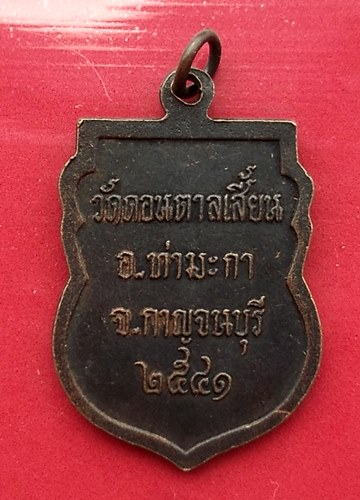 วัดดอนตาลเสี้ยน
อ.ท่ามะกา
จ.กาญจนบุรี
๒๕๔๑